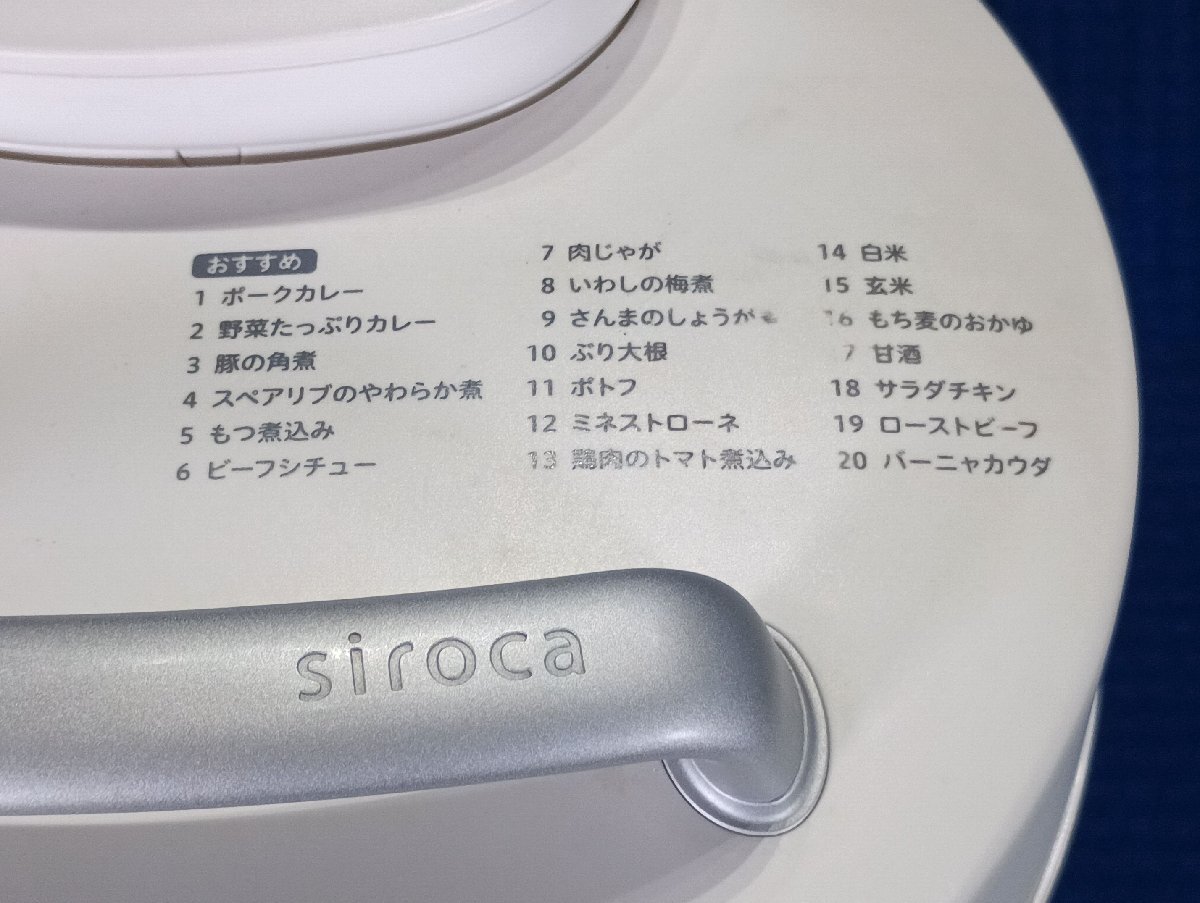 おすすめ
1 ポークカレー
2 野菜たっぷりカレー
3 豚の角煮
4 スペアリブのやわらか煮
5 もつ煮込み
6 ビーフシチュー
7 肉じゃが
8 いわしの梅煮
9 さんまのしょうが
10 ぶり大根
11 ポトフ
12 ミネストローネ
13 鶏肉のトマト煮込み
14 白米
15 玄米
16 もち麦のおかゆ
7 甘酒
18 サラダチキン
19 ローストビーフ
20 バーニャカウダ
siroca